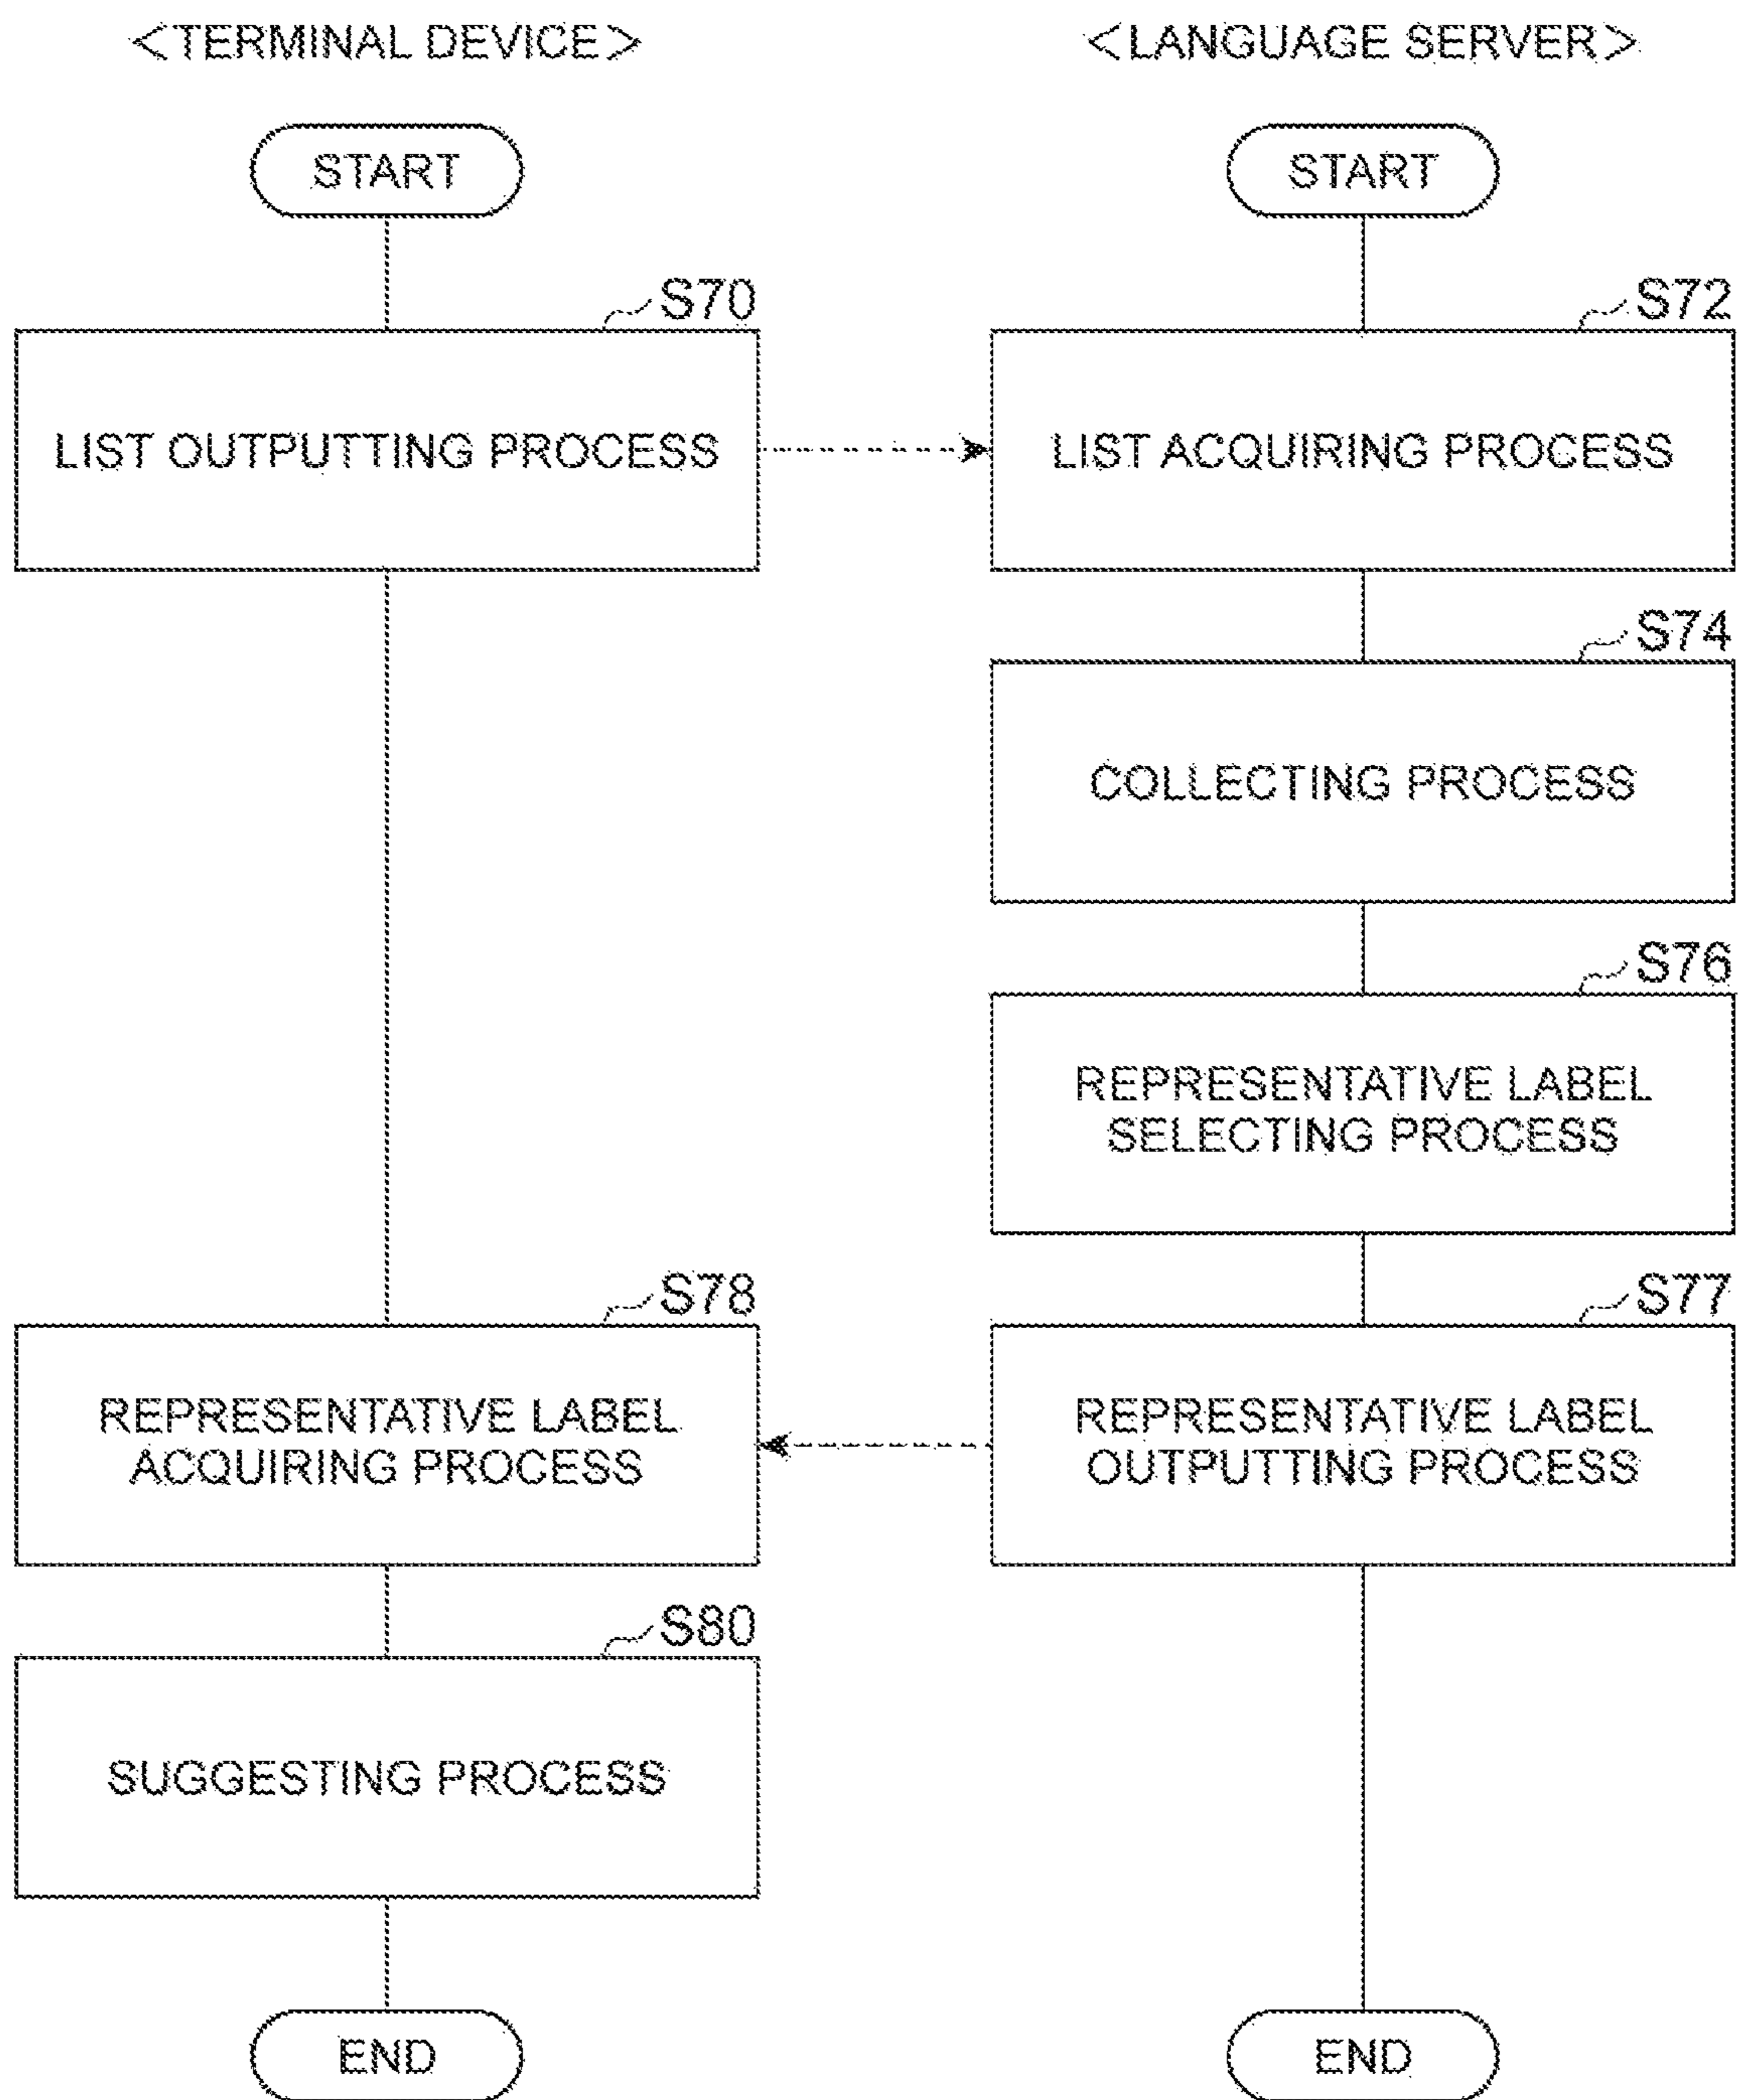 <TERMINAL DEVICE>
<LANGUAGE SERVER>
START
START
S70
LIST OUTPUTTING PROCESS
S72
LIST ACQUIRING PROCESS
S74
COLLECTING PROCESS
S76
REPRESENTATIVE LABEL
SELECTING PROCESS
S78
REPRESENTATIVE LABEL
ACQUIRING PROCESS
S77
REPRESENTATIVE LABEL
OUTPUTTING PROCESS
S80
SUGGESTING PROCESS
END
END